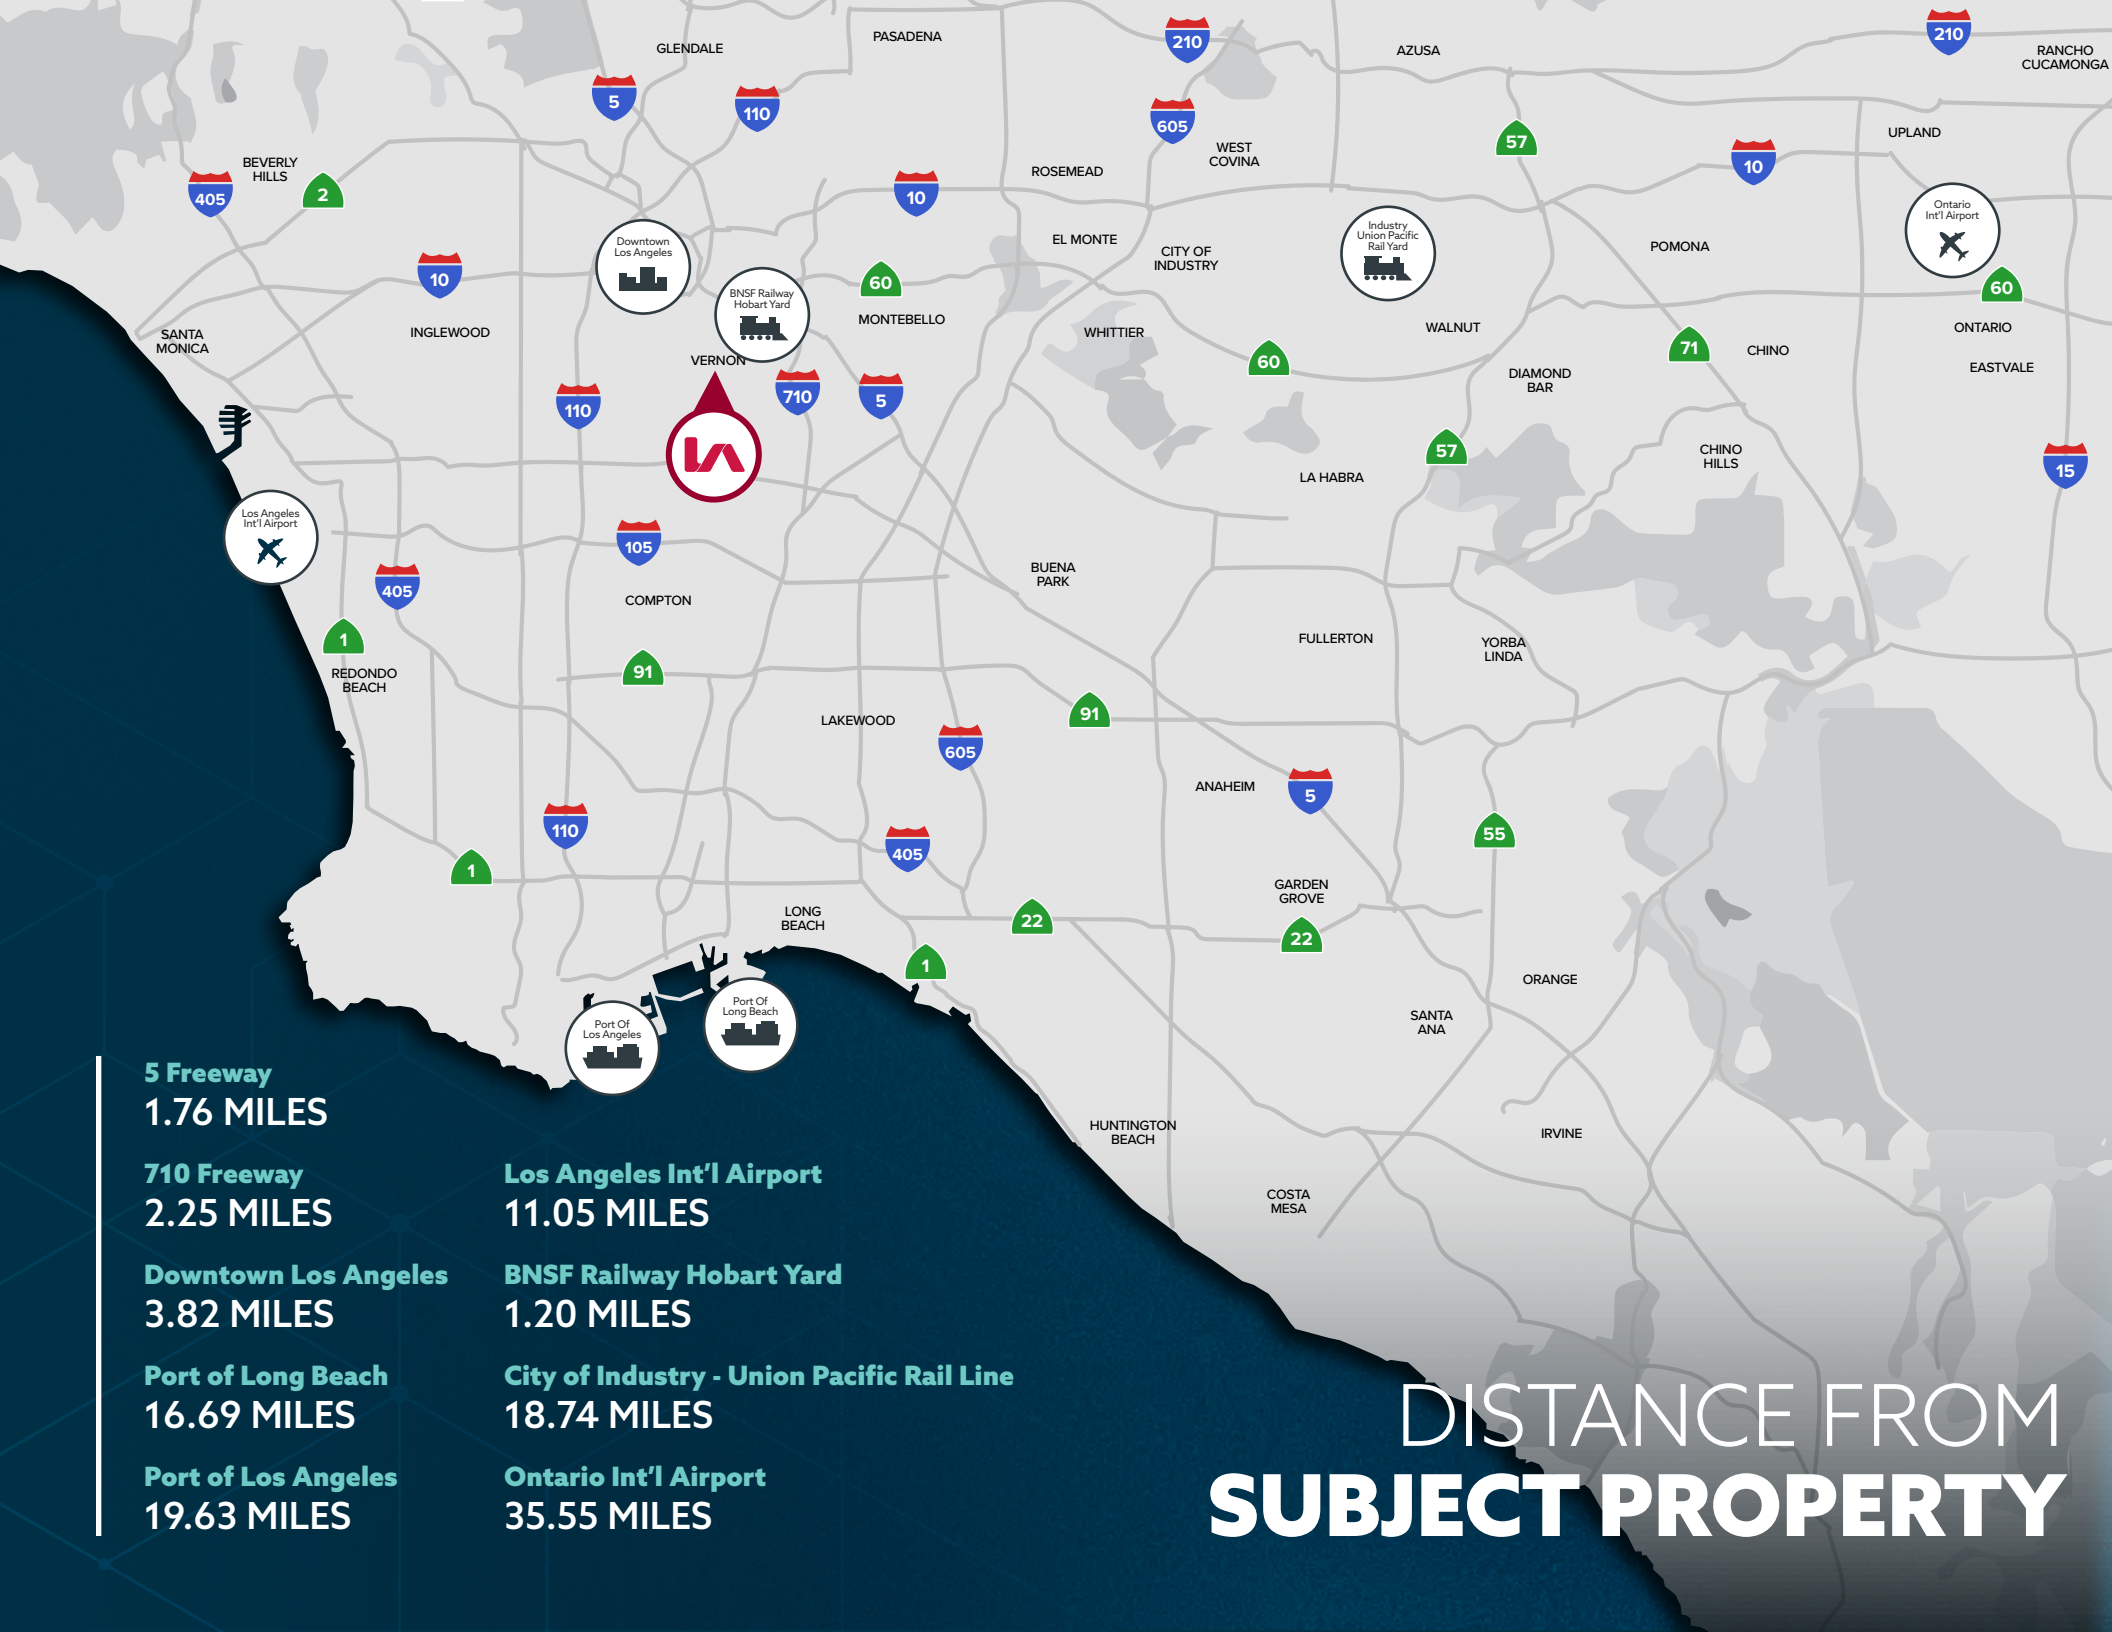 GLENDALE
PASADENA
210
AZUSA
210
RANCHO
CUCAMONGA
5
110
605
WEST
COVINA
57
10
UPLAND
BEVERLY
HILLS
405
2
10
ROSEMEAD
Ontario
Int'l Airport
Downtown
Los Angeles
EL MONTE
CITY OF
INDUSTRY
Industry
Union Pacific
Rail Yard
POMONA
10
BNSF Railway
Hobart Yard
60
60
SANTA
MONICA
INGLEWOOD
VERNON
MONTEBELLO
WHITTIER
60
WALNUT
71
CHINO
ONTARIO
EASTVALE
110
710
5
DIAMOND
BAR
57
LA HABRA
CHINO
HILLS
15
Los Angeles
Int'l Airport
105
405
COMPTON
BUENA
PARK
1
FULLERTON
YORBA
LINDA
REDONDO
BEACH
91
91
LAKEWOOD
605
ANAHEIM
5
110
405
55
1
GARDEN
GROVE
LONG
BEACH
22
22
1
ORANGE
Port Of
Los Angeles
Port Of
Long Beach
SANTA
ANA
HUNTINGTON
BEACH
IRVINE
COSTA
MESA
5 Freeway
1.76 MILES
710 Freeway
2.25 MILES
Downtown Los Angeles
3.82 MILES
Port of Long Beach
16.69 MILES
Port of Los Angeles
19.63 MILES
Los Angeles Int'l Airport
11.05 MILES
BNSF Railway Hobart Yard
1.20 MILES
City of Industry - Union Pacific Rail Line
18.74 MILES
Ontario Int'l Airport
35.55 MILES
DISTANCE FROM
SUBJECT PROPERTY